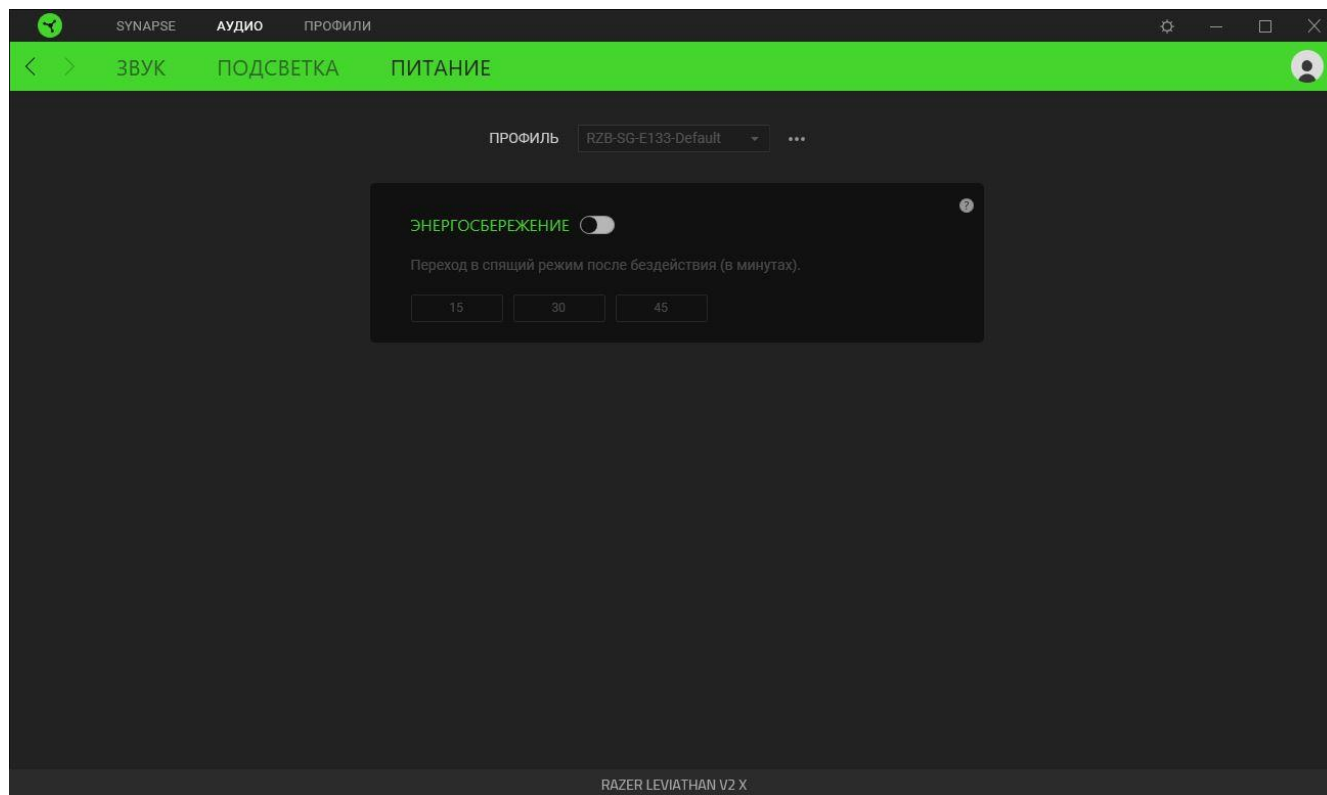 SYNAPSE АУДИО ПРОФИЛИ
ЗВУК ПОДСВЕТКА ПИТАНИЕ
ПРОФИЛЬ RZB-SG-E133-Default
ЭНЕРГОСБЕРЕЖЕНИЕ ?
Переход в спящий режим после бездействия (в минутах).
15 30 45
RAZER LEVIATHAN V2 X